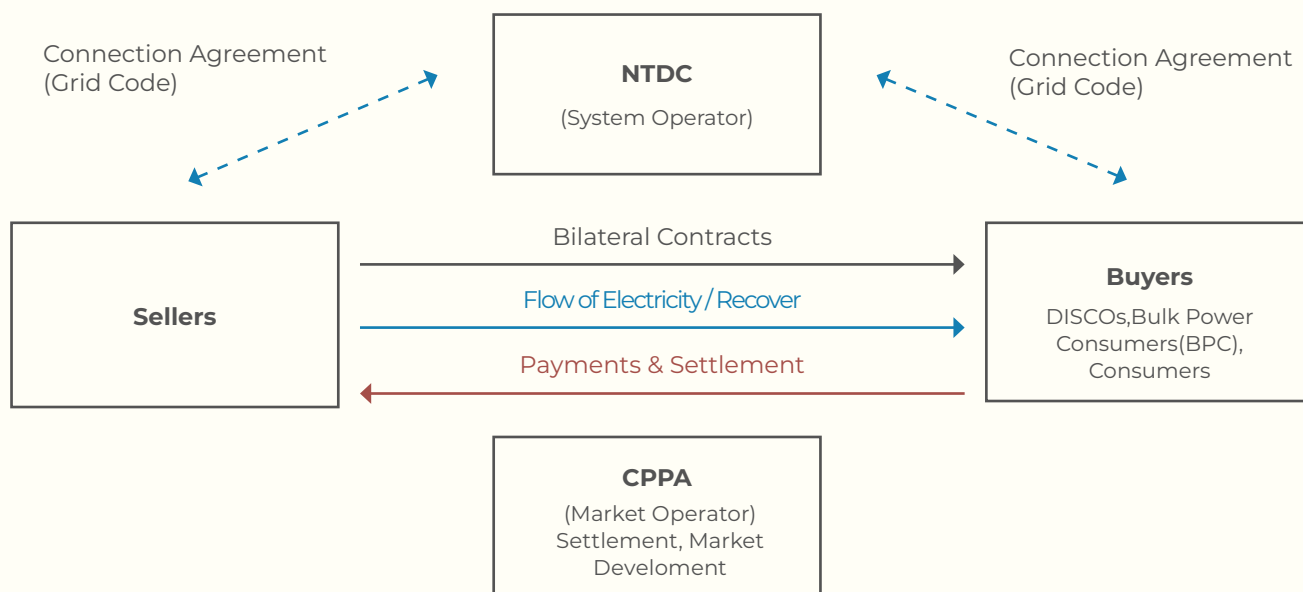 Connection Agreement
(Grid Code)
NTDC
(System Operator)
Connection Agreement
(Grid Code)
Sellers
Bilateral Contracts
Flow of Electricity / Recover
Payments & Settlement
Buyers
DISCOs,Bulk Power
Consumers(BPC),
Consumers
CPPA
(Market Operator)
Settlement, Market
Develoment